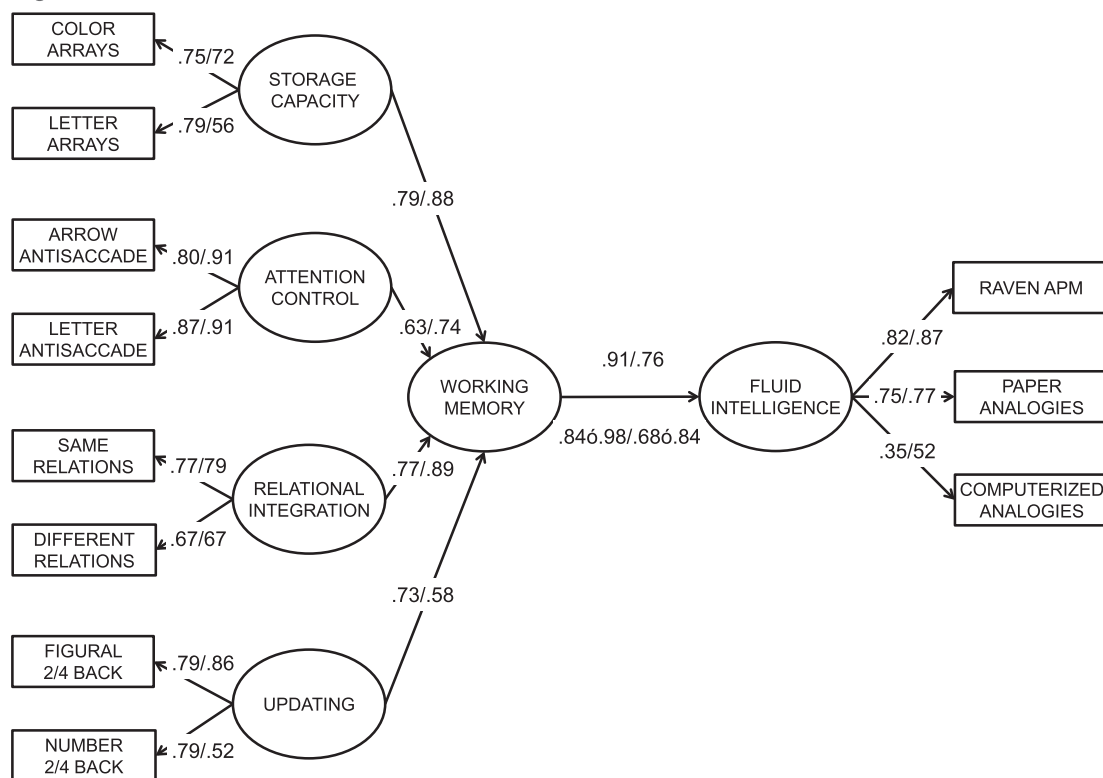 COLOR
ARRAYS
.75/72
STORAGE
CAPACITY
LETTER
ARRAYS
.79/56
.79/.88
ARROW
ANTISACCADE
.80/.91
ATTENTION
CONTROL
LETTER
ANTISACCADE
.87/.91
.63/.74
RAVEN APM
.82/.87
WORKING
MEMORY
.91/.76
FLUID
INTELLIGENCE
.75/.77
PAPER
ANALOGIES
.84ó.98/.68ó.84
.35/52
COMPUTERIZED
ANALOGIES
SAME
RELATIONS
.77/79
RELATIONAL
INTEGRATION
.77/.89
DIFFERENT
RELATIONS
.67/67
.73/.58
FIGURAL
2/4 BACK
.79/.86
UPDATING
NUMBER
2/4 BACK
.79/.52